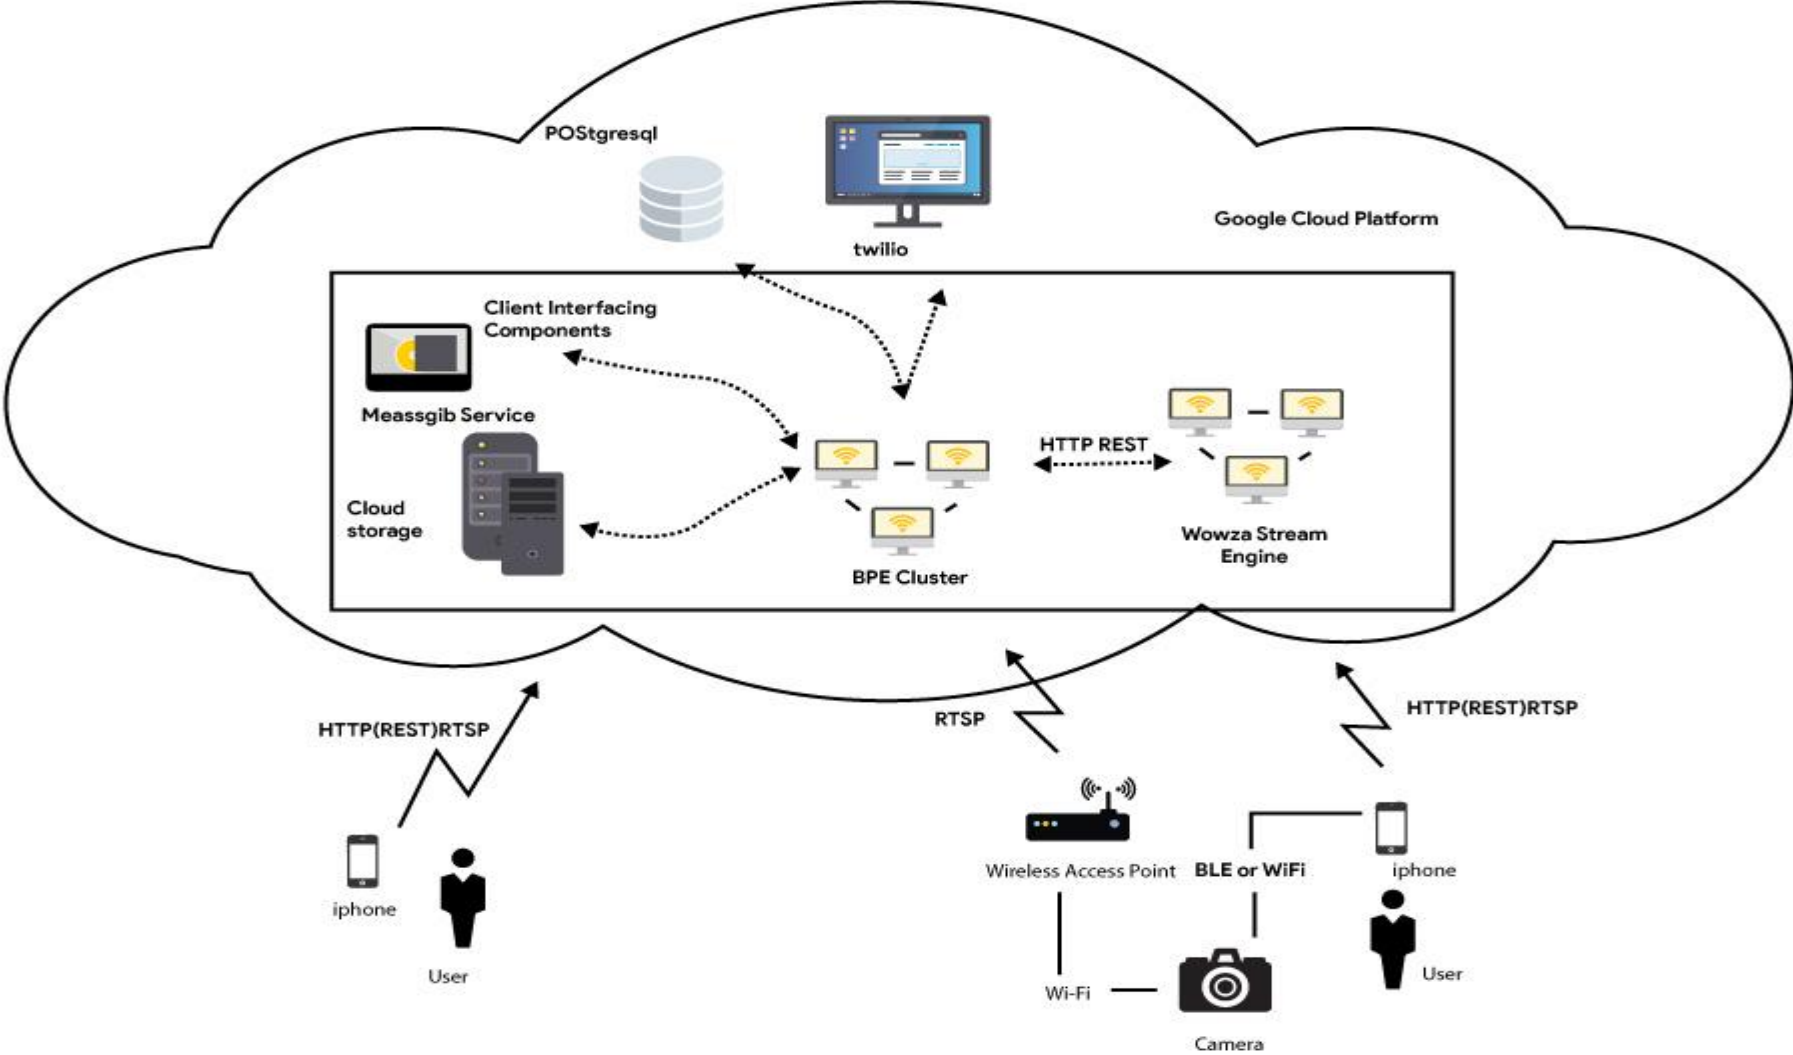 POStgresql
twilio
Google Cloud Platform
Client Interfacing
Components
Meassgib Service
Cloud
storage
HTTP REST
BPE Cluster
Wowza Stream
Engine
HTTP(REST)RTSP
RTSP
HTTP(REST)RTSP
Wireless Access Point
BLE or WiFi
iphone
iphone
User
Wi-Fi
User
Camera